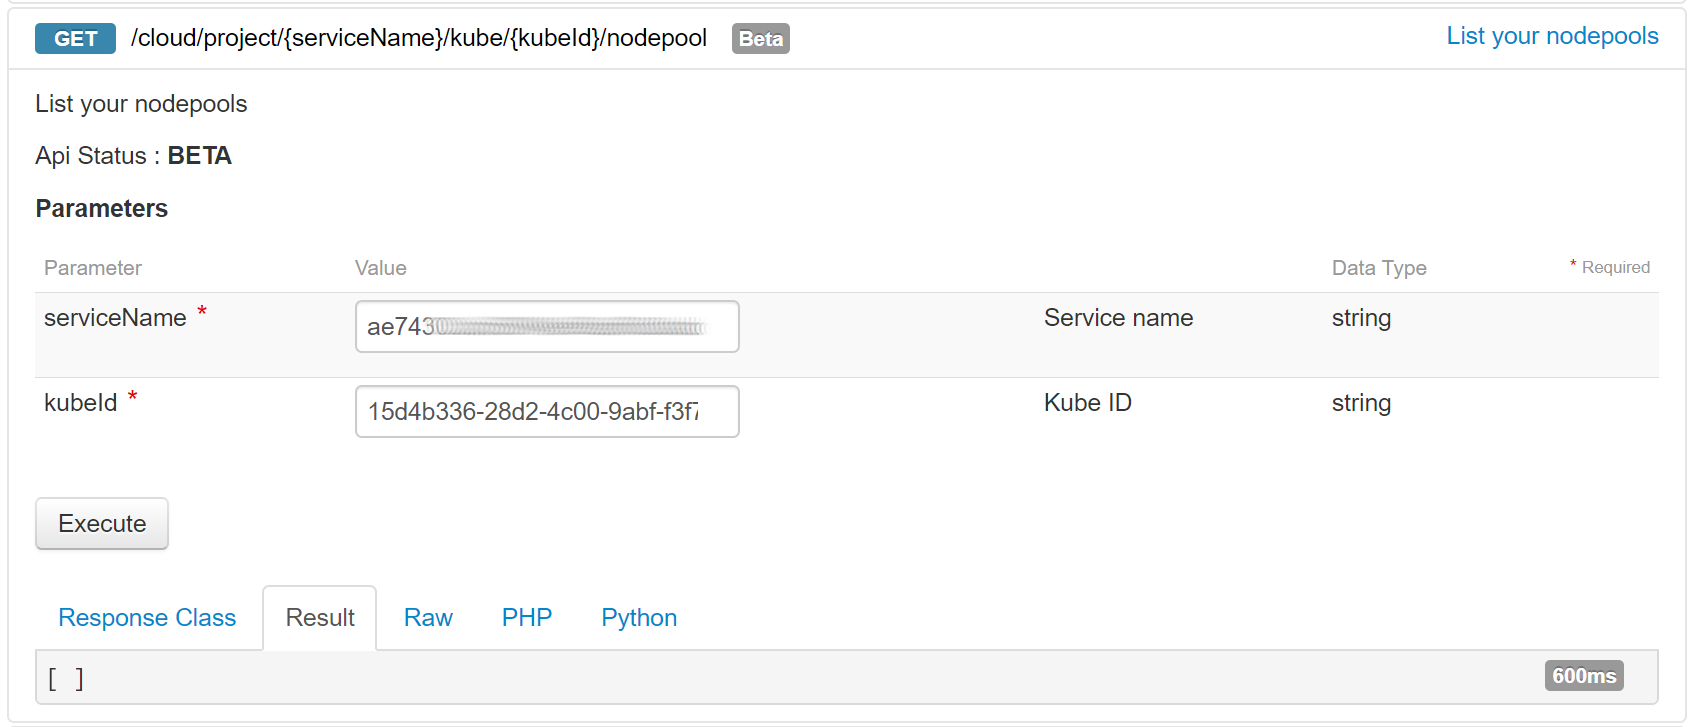 GET /cloud/project/{serviceName}/kube/{kubeId}/nodepool Beta List your nodepools
List your nodepools
Api Status : BETA
Parameters
Parameter Value Data Type * Required
serviceName * ae743 Service name string
kubeId * 15d4b336-28d2-4c00-9abf-f3f7 Kube ID string
Execute
Response Class Result Raw PHP Python
[ ] 600ms